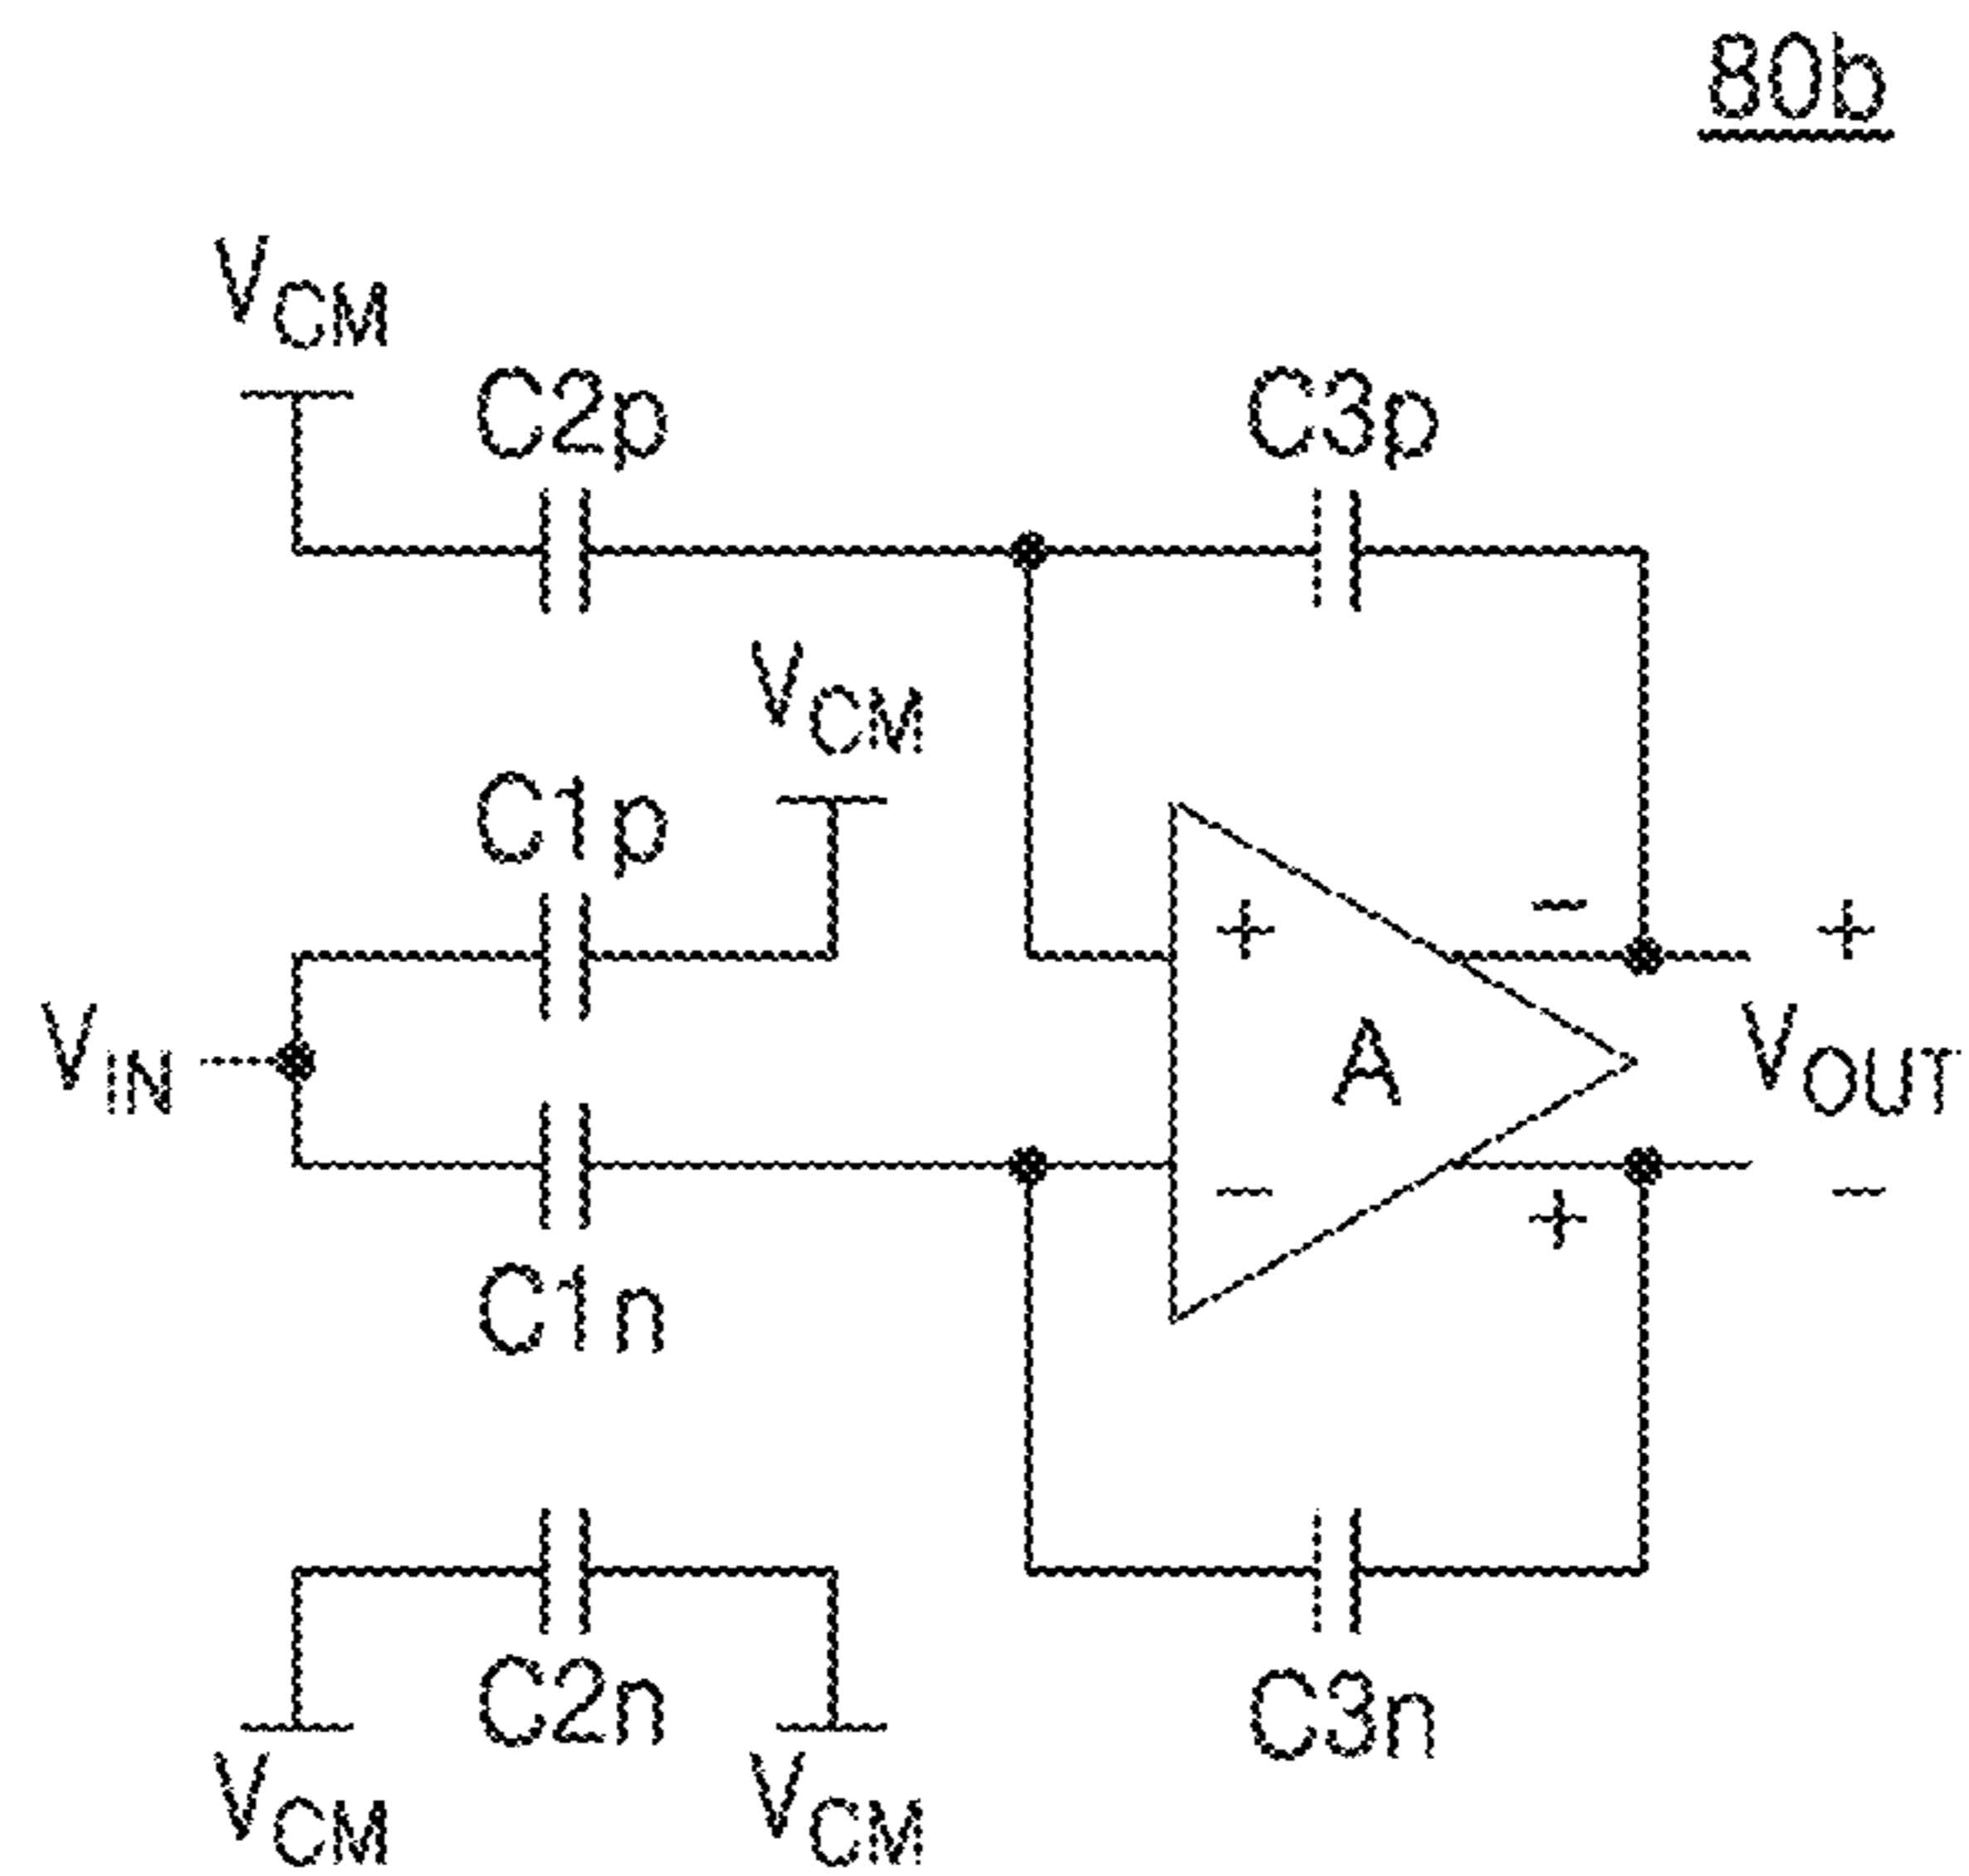 80b
VCM
C2p
C3p
VCM
C1p
+
−
+
VIN
A
VOUT
−
+
−
C1n
C2n
C3n
VCM
VCM